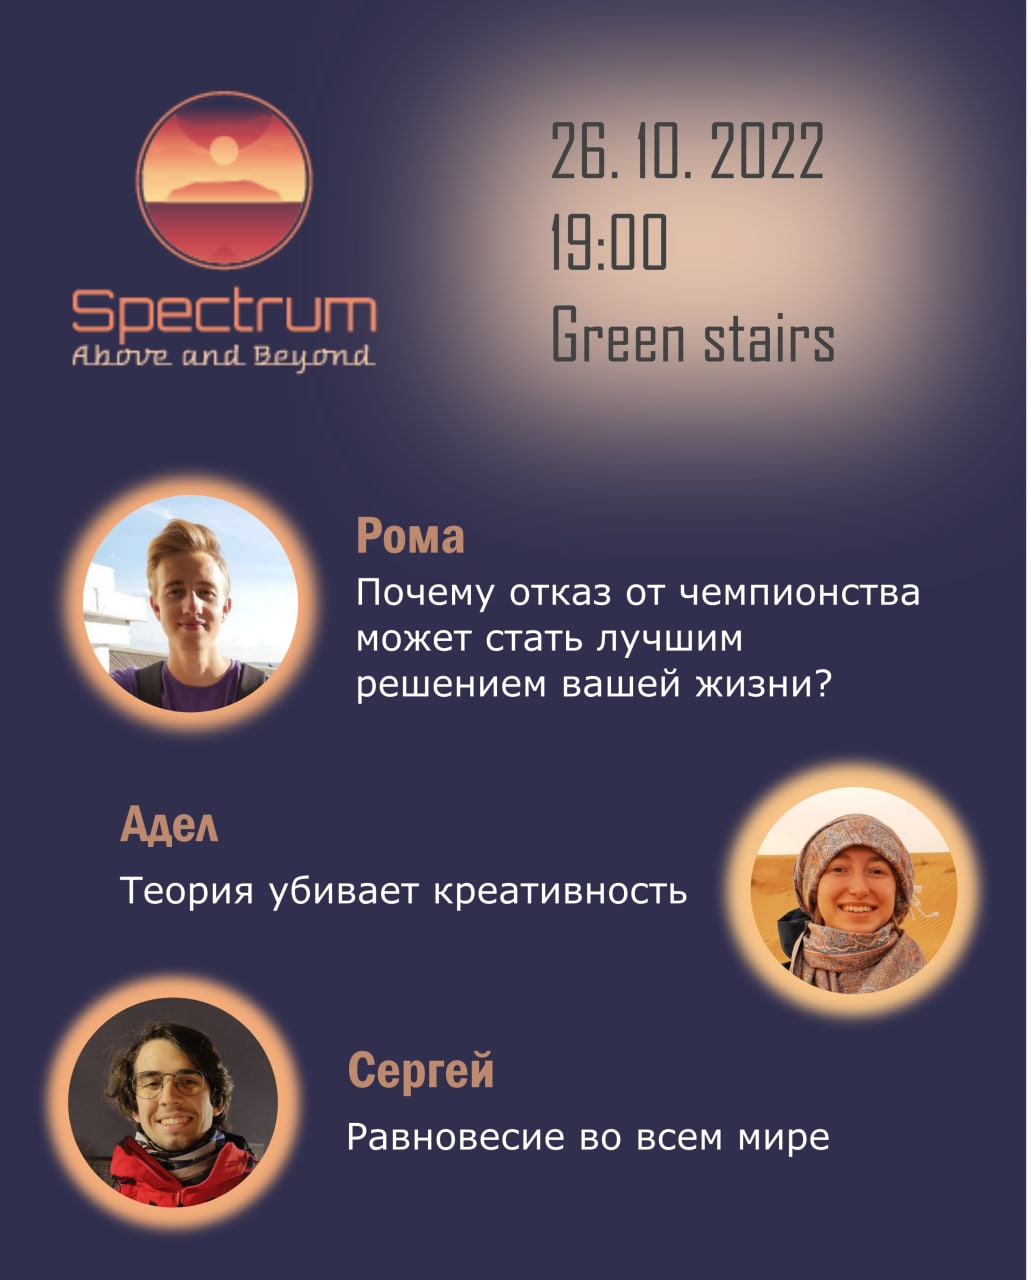 Spectrum
Above and Beyond
26. 10. 2022
19:00
Green stairs
Рома
Почему отказ от чемпионства
может стать лучшим
решением вашей жизни?
Адел
Теория убивает креативность
Сергей
Равновесие во всем мире